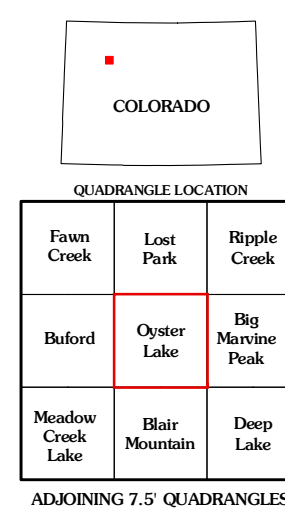 COLORADO
QUADRANGLE LOCATION
Fawn
Creek
Lost
Park
Ripple
Creek
Buford
Oyster
Lake
Big
Marvine
Peak
Meadow
Creek
Lake
Blair
Mountain
Deep
Lake
ADJOINING 7.5' QUADRANGLES